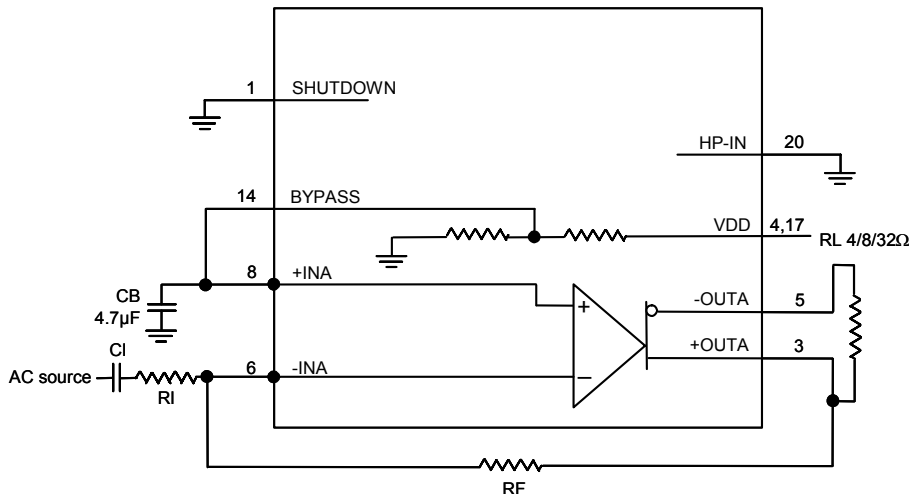 1 SHUTDOWN
HP-IN 20
14 BYPASS
VDD 4,17
RL 4/8/32Ω
8 +INA
-OUTA 5
CB
4.7µF
+OUTA 3
CI
AC source
6 -INA
RI
RF
+
−